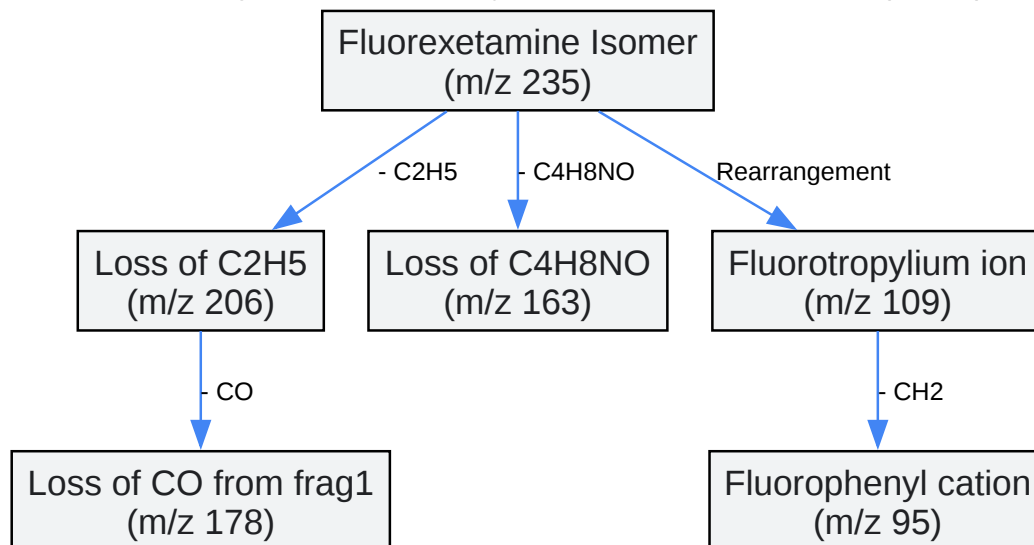 Fluorexetamine Isomer
(m/z 235)
- C2H5
- C4H8NO
Rearrangement
Loss of C2H5
(m/z 206)
Loss of C4H8NO
(m/z 163)
Fluorotropylium ion
(m/z 109)
- CO
- CH2
Loss of CO from frag1
(m/z 178)
Fluorophenyl cation
(m/z 95)